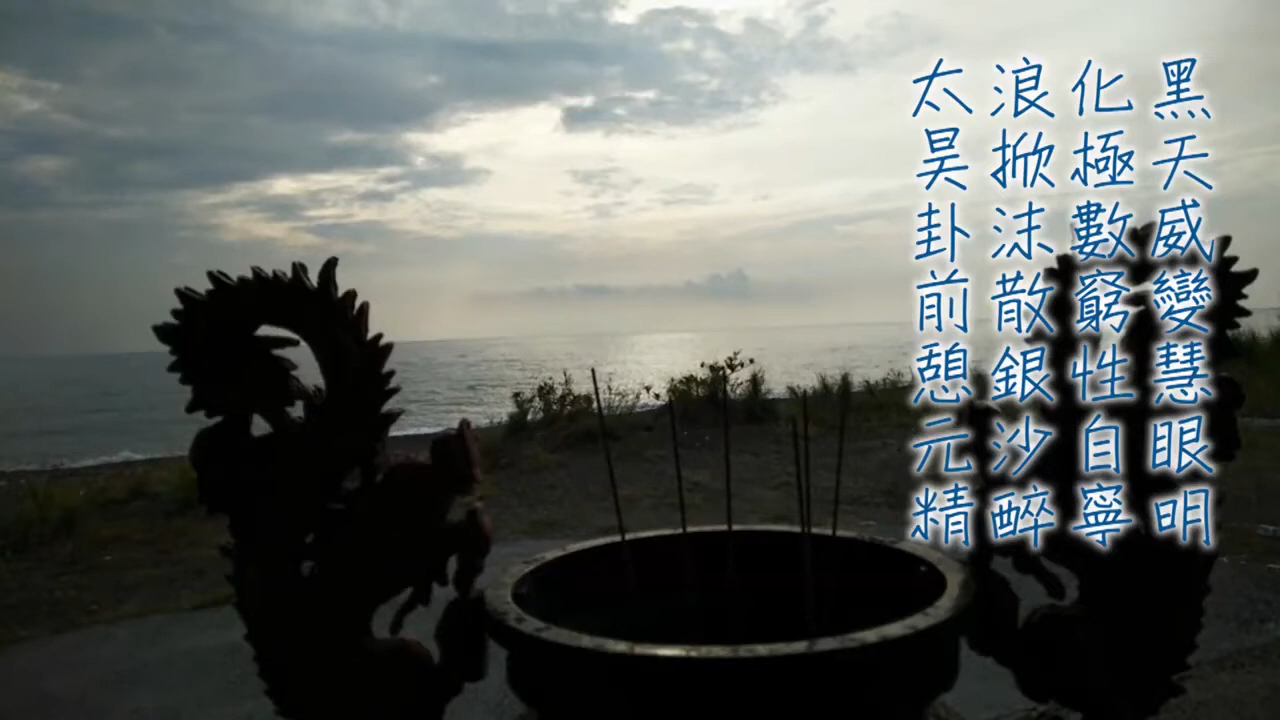 黑天威變慧眼明
化極數窮性自寧
浪掀沫散銀沙醉
太昊卦前憩元精